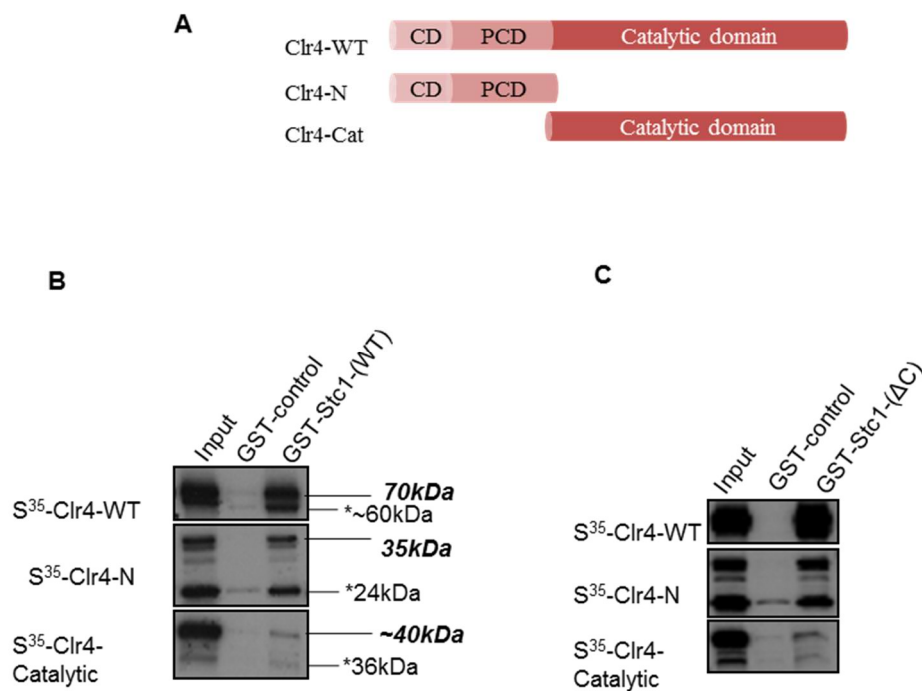 A
Clr4-WT CD PCD Catalytic domain
Clr4-N CD PCD
Clr4-Cat Catalytic domain
B
Input GST-control GST-Stc1-(WT)
S35-Clr4-WT 70kDa
*~60kDa
S35-Clr4-N 35kDa
*24kDa
S35-Clr4-
Catalytic ~40kDa
*36kDa
C
Input GST-control GST-Stc1-(ΔC)
S35-Clr4-WT
S35-Clr4-N
S35-Clr4-
Catalytic